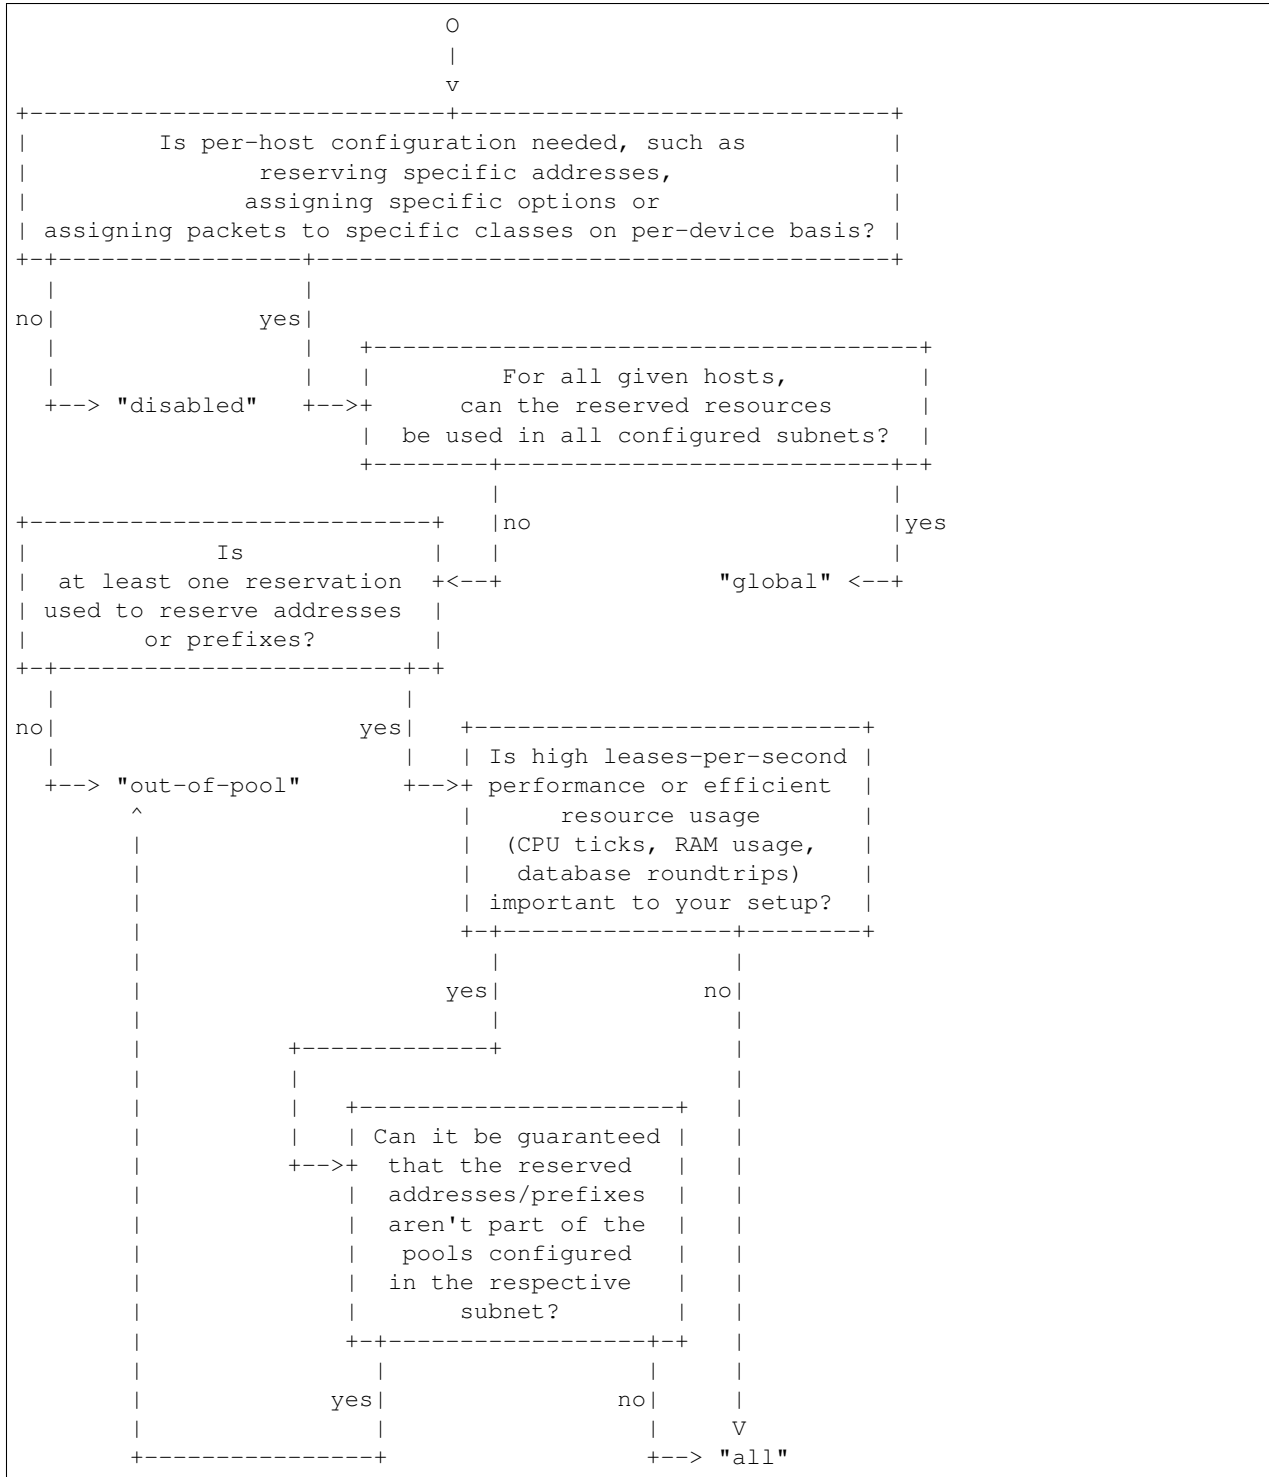 O
|
v
+-----------------------------+------------------------------+
|         Is per-host configuration needed, such as          |
|                reserving specific addresses,               |
|               assigning specific options or                |
| assigning packets to specific classes on per-device basis? |
+-+-----------------+----------------------------------------+
  |                 |
no|              yes|
  |                 |   +--------------------------------------+
  |                 |   |         For all given hosts,         |
  +--> "disabled"   +-->+      can the reserved resources      |
                        |  be used in all configured subnets?  |
                        +--------+---------------------------+-+
                                 |                           |
+----------------------------+   |no                         |yes
|             Is             |   |                           |
|  at least one reservation  +<--+               "global" <--+
| used to reserve addresses  |
|        or prefixes?        |
+-+------------------------+-+
  |                        |
no|                     yes|   +---------------------------+
  |                        |   | Is high leases-per-second |
  +--> "out-of-pool"       +-->+ performance or efficient  |
        ^                      |      resource usage       |
        |                      |  (CPU ticks, RAM usage,   |
        |                      |   database roundtrips)    |
        |                      | important to your setup?  |
        |                      +-+----------------+--------+
        |                        |                |
        |                     yes|              no|
        |                        |                |
        |          +-------------+                |
        |          |                              |
        |          |   +----------------------+   |
        |          |   | Can it be guaranteed |   |
        |          +-->+  that the reserved   |   |
        |              |  addresses/prefixes  |   |
        |              |  aren't part of the  |   |
        |              |   pools configured   |   |
        |              |  in the respective   |   |
        |              |       subnet?        |   |
        |              +-+------------------+-+   |
        |                |                  |     |
        |             yes|                no|     |
        |                |                  |     V
        +----------------+                  +--> "all"